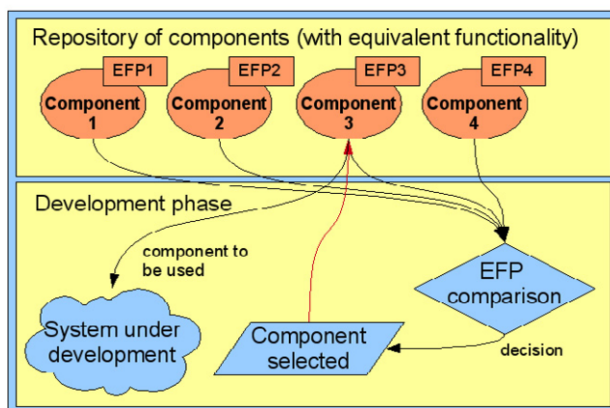 Repository of components (with equivalent functionality)
EFP1
EFP2
EFP3
EFP4
Component
1
Component
2
Component
3
Component
4
Development phase
component to
be used
EFP
comparison
System under
development
Component
selected
decision